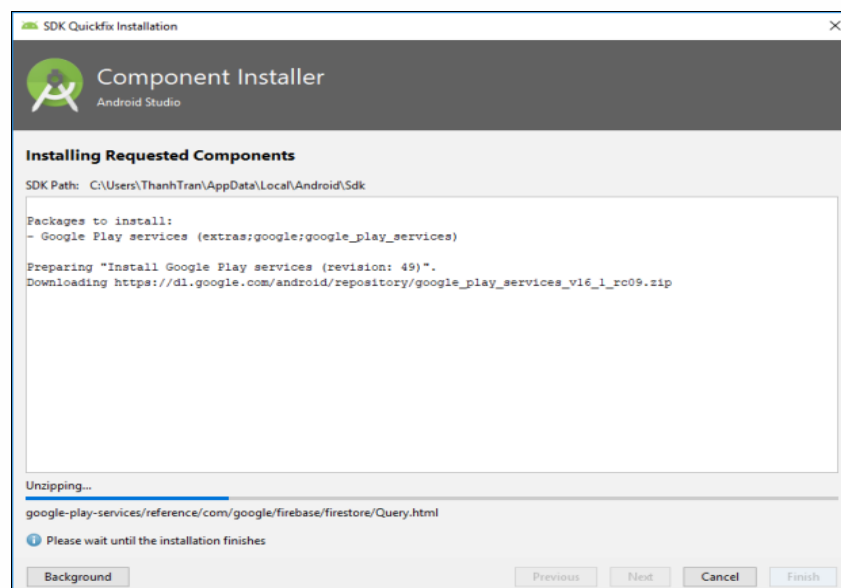 SDK Quickfix Installation
Component Installer
Android Studio
Installing Requested Components
SDK Path: C:\Users\ThanhTran\AppData\Local\Android\Sdk
Packages to install:
- Google Play services (extras;google;google_play_services)
Preparing "Install Google Play services (revision: 49)".
Downloading https://dl.google.com/android/repository/google_play_services_v16_1_rc09.zip
Unzipping...
google-play-services/reference/com/google/firebase/firestore/Query.html
Please wait until the installation finishes
Background Previous Next Cancel Finish